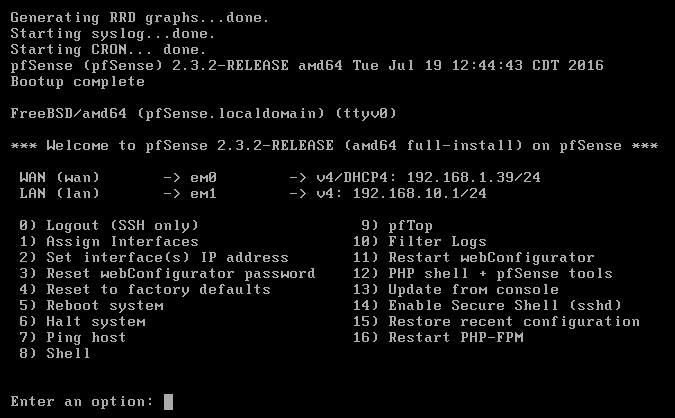 Generating RRD graphs...done.
Starting syslog...done.
Starting CRON... done.
pfSense (pfSense) 2.3.2-RELEASE amd64 Tue Jul 19 12:44:43 CDT 2016
Bootup complete

FreeBSD/amd64 (pfSense.localdomain) (ttyv0)

*** Welcome to pfSense 2.3.2-RELEASE (amd64 full-install) on pfSense ***

 WAN (wan)       -> em0        -> v4/DHCP4: 192.168.1.39/24
 LAN (lan)       -> em1        -> v4: 192.168.10.1/24

 0) Logout (SSH only)                  9) pfTop
 1) Assign Interfaces                 10) Filter Logs
 2) Set interface(s) IP address       11) Restart webConfigurator
 3) Reset webConfigurator password    12) PHP shell + pfSense tools
 4) Reset to factory defaults         13) Update from console
 5) Reboot system                     14) Enable Secure Shell (sshd)
 6) Halt system                       15) Restore recent configuration
 7) Ping host                         16) Restart PHP-FPM
 8) Shell

Enter an option: